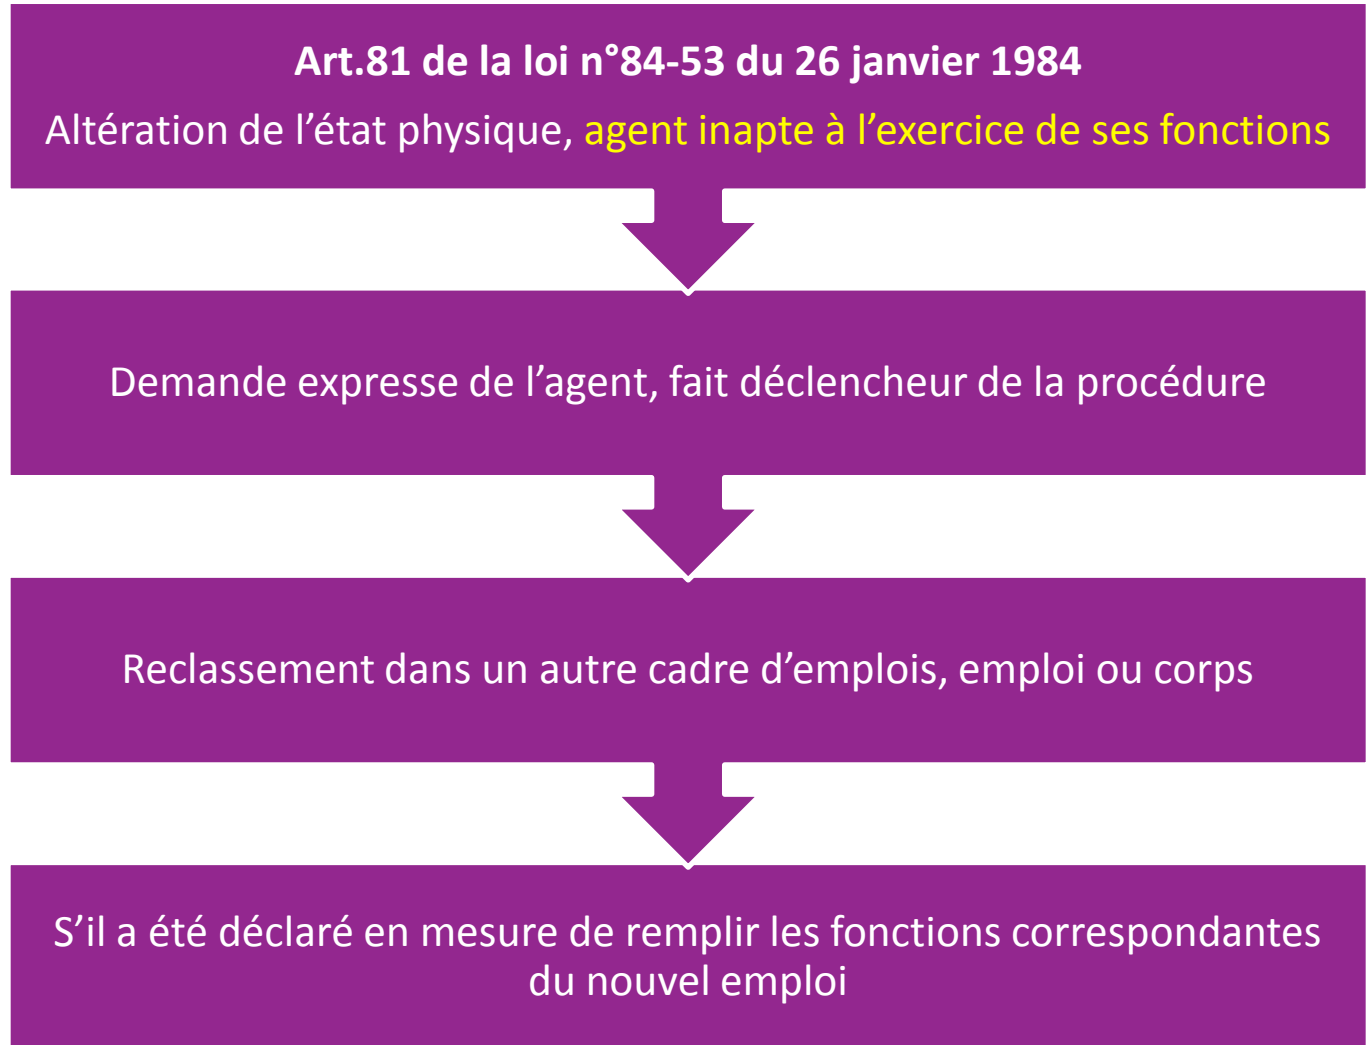 Art.81 de la loi n°84-53 du 26 janvier 1984
Altération de l’état physique, agent inapte à l’exercice de ses fonctions
Demande expresse de l’agent, fait déclencheur de la procédure
Reclassement dans un autre cadre d’emplois, emploi ou corps
S’il a été déclaré en mesure de remplir les fonctions correspondantes
du nouvel emploi